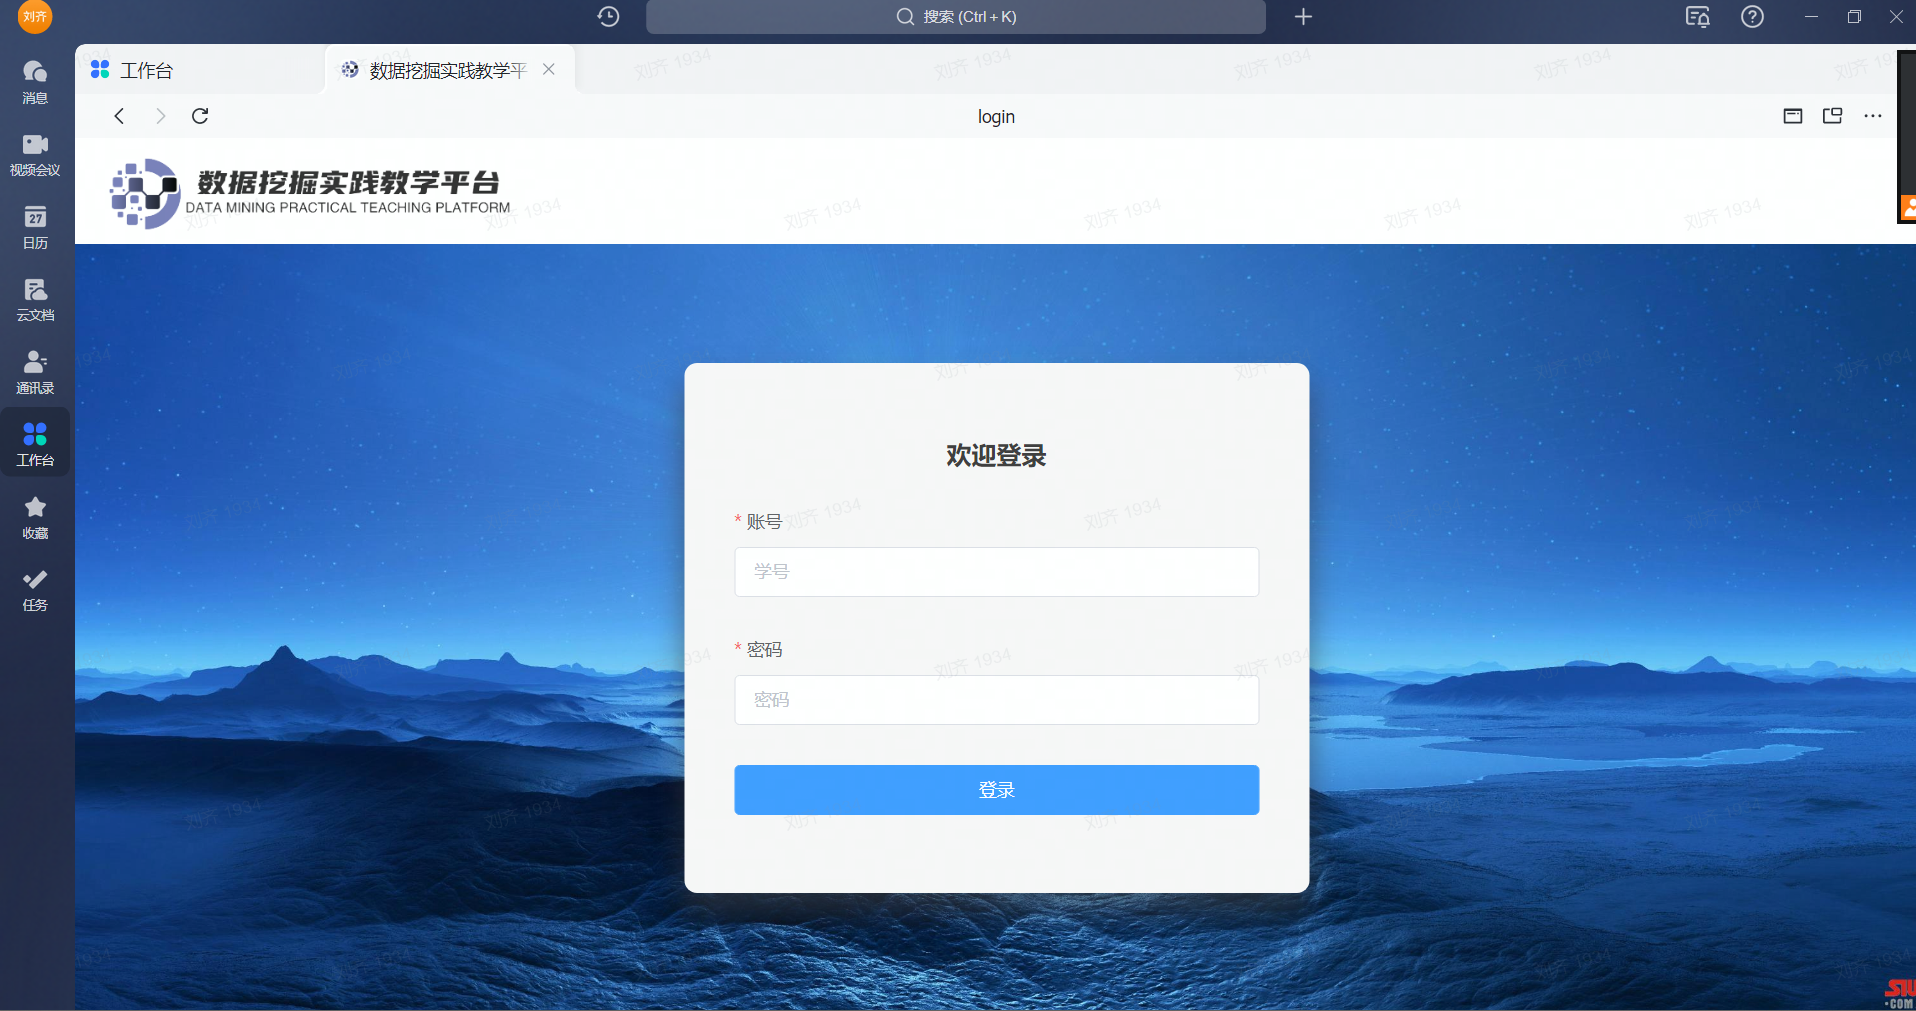 刘齐
搜索 (Ctrl + K)
消息
视频会议
27
日历
云文档
通讯录
工作台
收藏
任务
工作台
数据挖掘实践教学平
login
数据挖掘实践教学平台
DATA MINING PRACTICAL TEACHING PLATFORM
欢迎登录
* 账号
学号
* 密码
密码
登录
刘齐 1934
.COM